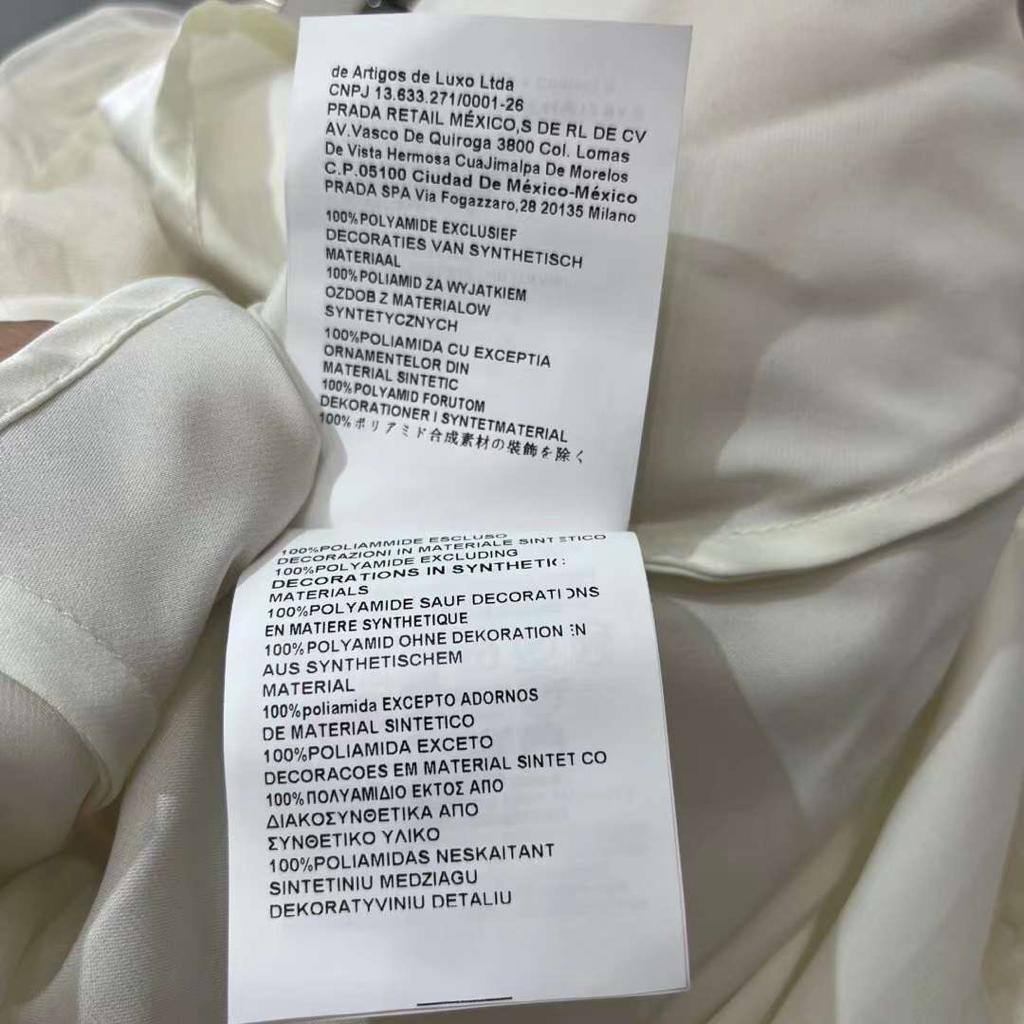 de Artigos de Luxo Ltda
CNPJ 13.633.271/0001-26
PRADA RETAIL MÉXICO,S DE RL DE CV
AV.Vasco De Quiroga 3800 Col. Lomas
De Vista Hermosa CuaJimalpa De Morelos
C.P.05100 Ciudad De México-México
PRADA SPA Via Fogazzaro,28 20135 Milano
100%POLYAMIDE EXCLUSIEF
DECORATIES VAN SYNTHETISCH
MATERIAAL
100%POLIAMID ZA WYJATKIEM
OZDOB Z MATERIALOW
SYNTETYCZNYCH
100%POLIAMIDA CU EXCEPTIA
ORNAMENTELOR DIN
MATERIAL SINTETIC
100%POLYAMID FORUTOM
DEKORATIONER I SYNTETMATERIAL
100%ポリアミド合成素材の装飾を除く
100%POLIAMMIDE ESCLUSO
DECORAZIONI IN MATERIALE SINTETICO
100%POLYAMIDE EXCLUDING
DECORATIONS IN SYNTHETIC
MATERIALS
100%POLYAMIDE SAUF DECORATIONS
EN MATIERE SYNTHETIQUE
100%POLYAMID OHNE DEKORATIONEN
AUS SYNTHETISCHEM
MATERIAL
100%poliamida EXCEPTO ADORNOS
DE MATERIAL SINTETICO
100%POLIAMIDA EXCETO
DECORACOES EM MATERIAL SINTET CO
100%ΠΟΛΥΑΜΙΔΙΟ ΕΚΤΟΣ ΑΠΟ
ΔΙΑΚΟΣΥΝΘΕΤΙΚΑ ΑΠΟ
ΣΥΝΘΕΤΙΚΟ ΥΛΙΚΟ
100%POLIAMIDAS NESKAITANT
SINTETINIU MEDZIAGU
DEKORATYVINIU DETALIU